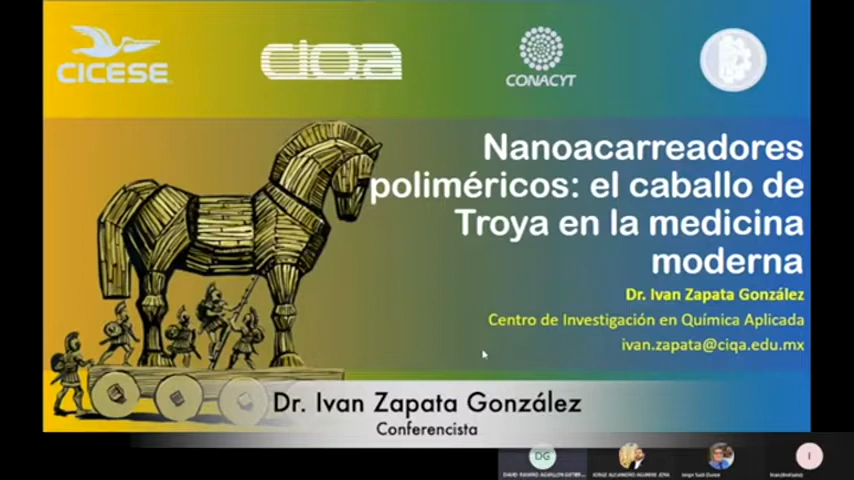 CICESE
CIQA
CONACYT
Nanoacarreadores
poliméricos: el caballo de
Troya en la medicina
moderna
Dr. Ivan Zapata González
Centro de Investigación en Química Aplicada
ivan.zapata@ciqa.edu.mx
Dr. Ivan Zapata González
Conferencista
DG
I